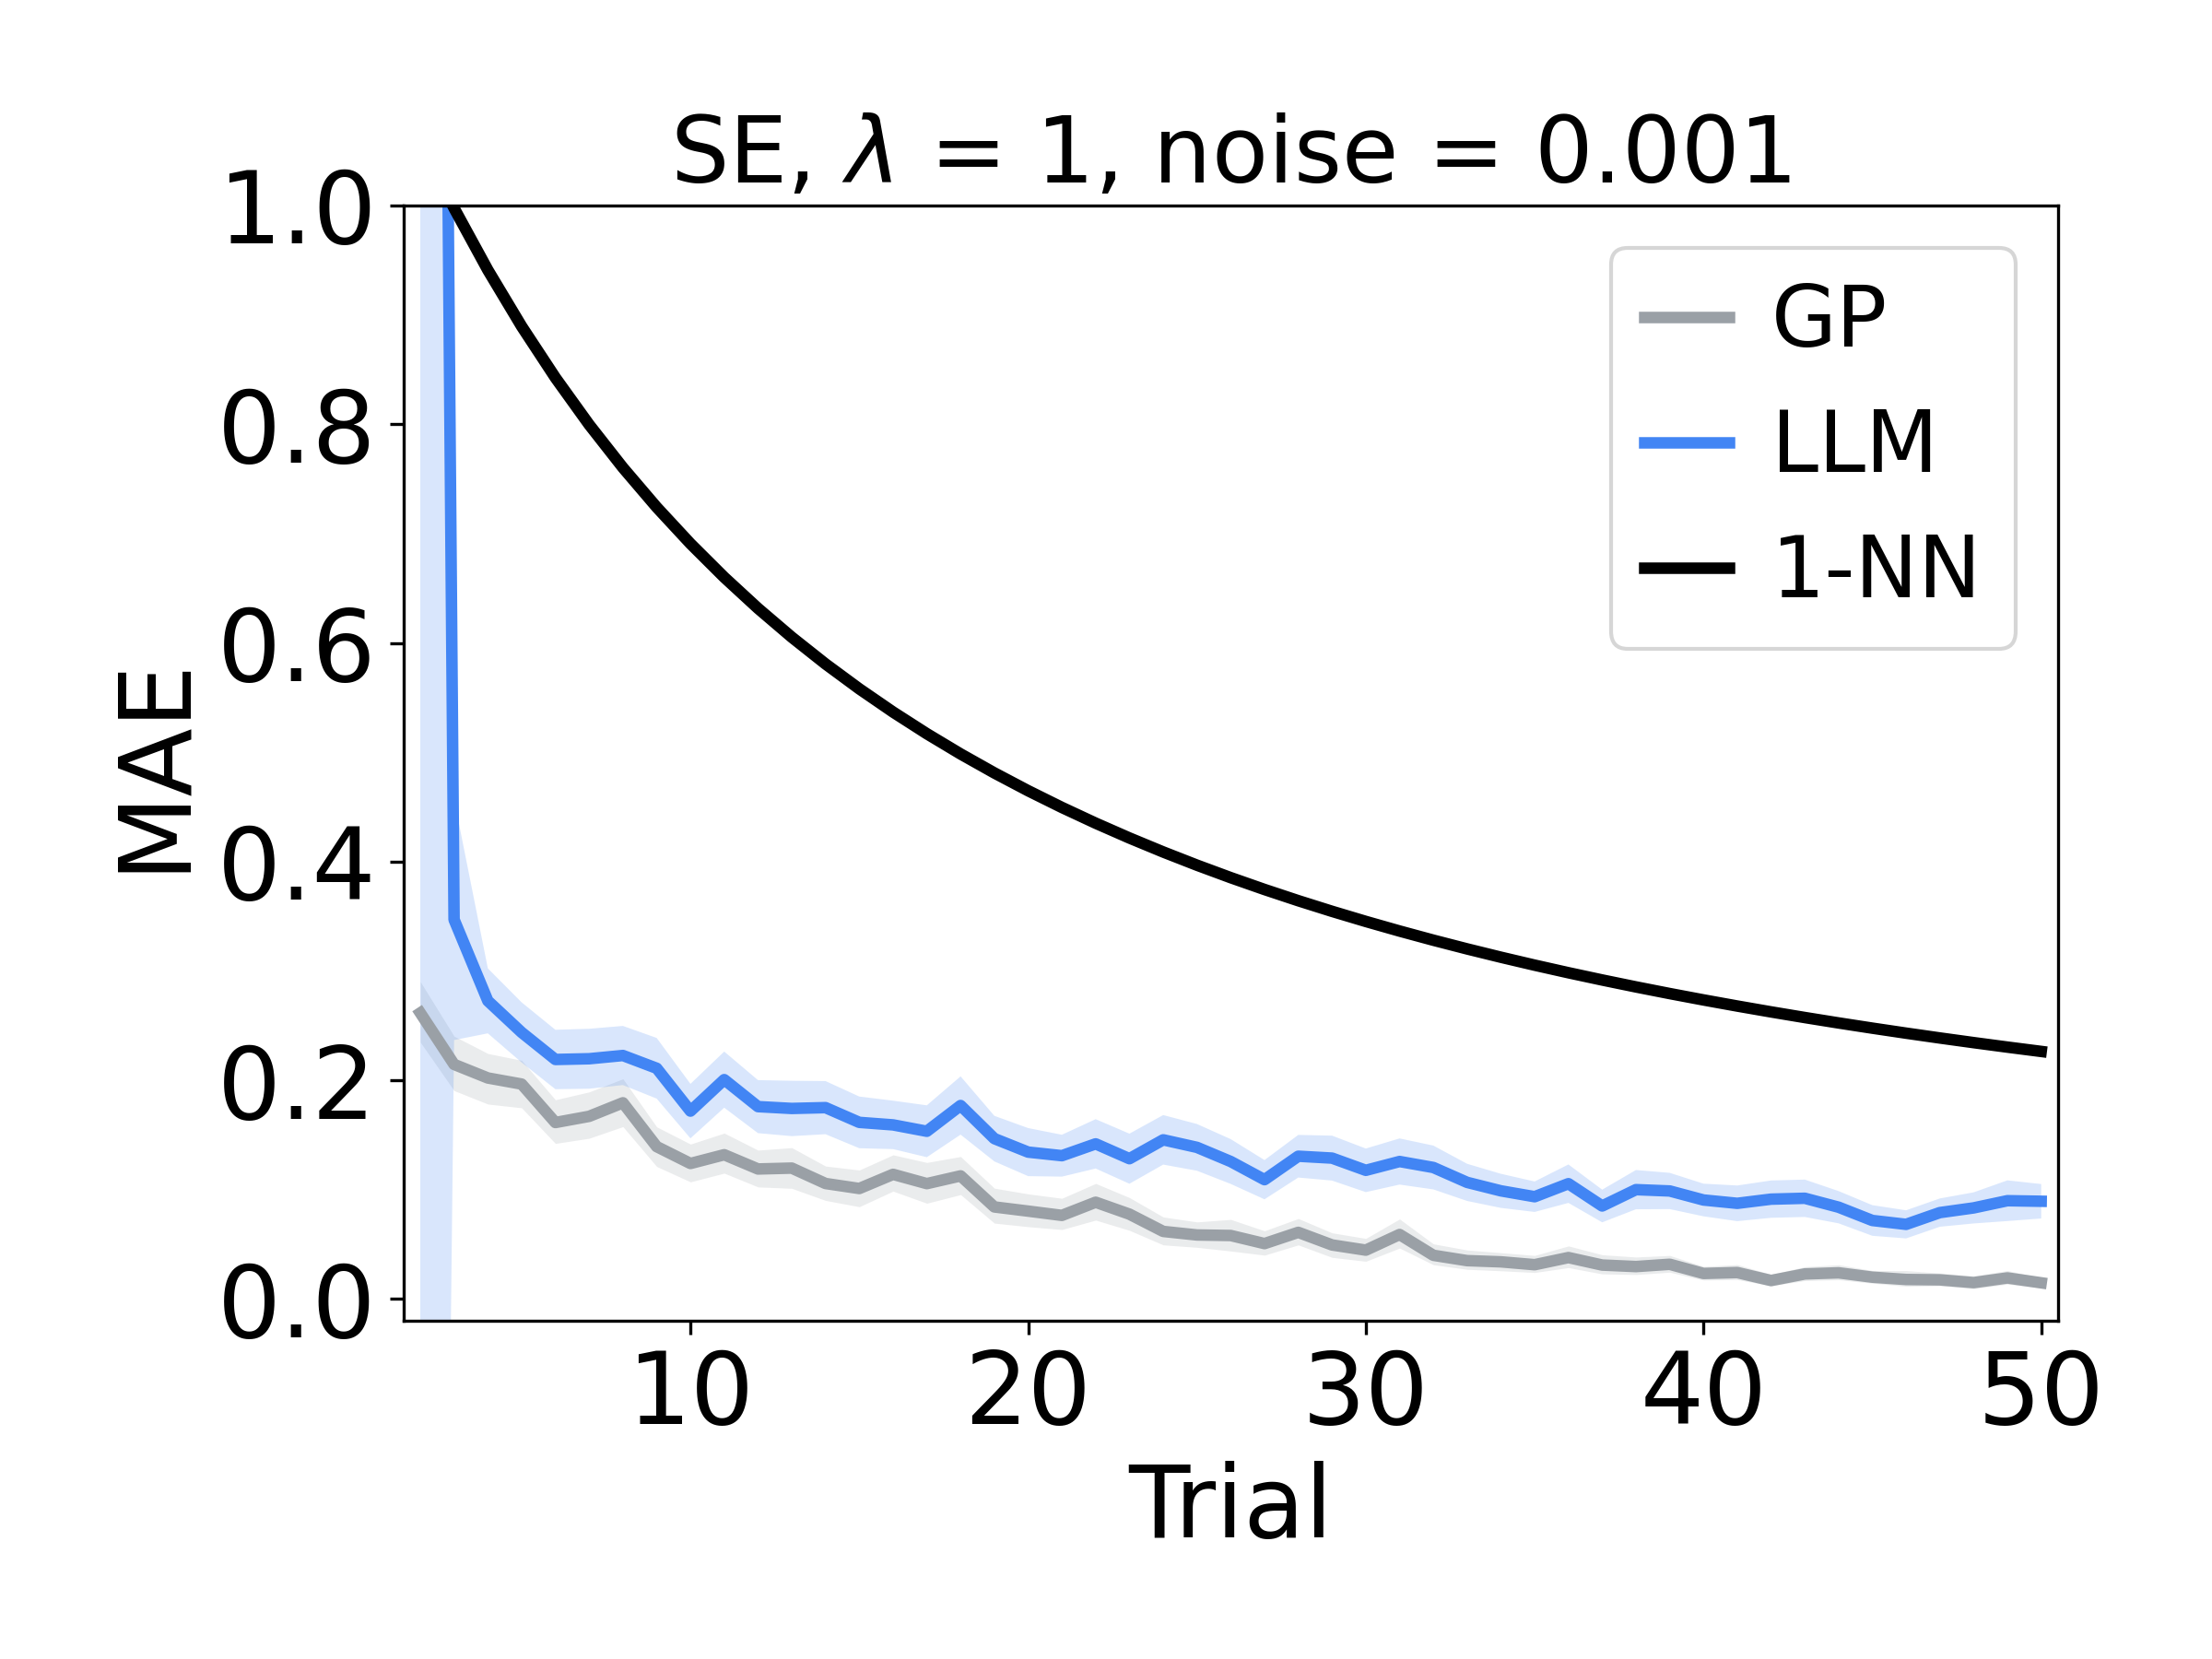 SE, λ = 1, noise = 0.001
1.0
0.8
0.6
0.4
0.2
0.0
MAE
GP
LLM
1-NN
10 20 30 40 50
Trial